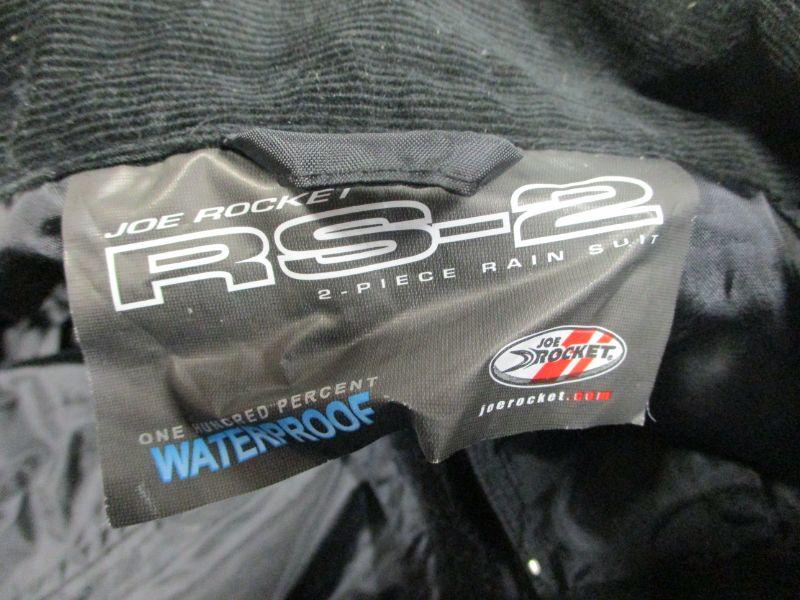 JOE ROCKET
RS-2
2-PIECE RAIN SUIT
JOE
ROCKET.
joerocket.com
ONE HUNDRED PERCENT
WATERPROOF